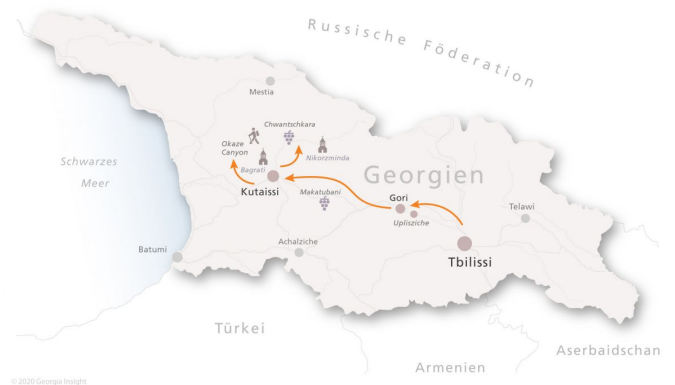 Russische Föderation
Mestia
Chwantschkara
Okaze
Canyon
Nikorzminda
Bagrati
Schwarzes
Meer
Georgien
Kutaissi
Makatubani
Gori
Uplisziche
Telawi
Batumi
Achalziche
Tbilissi
Türkei
Aserbaidschan
Armenien
© 2020 Georgia Insight